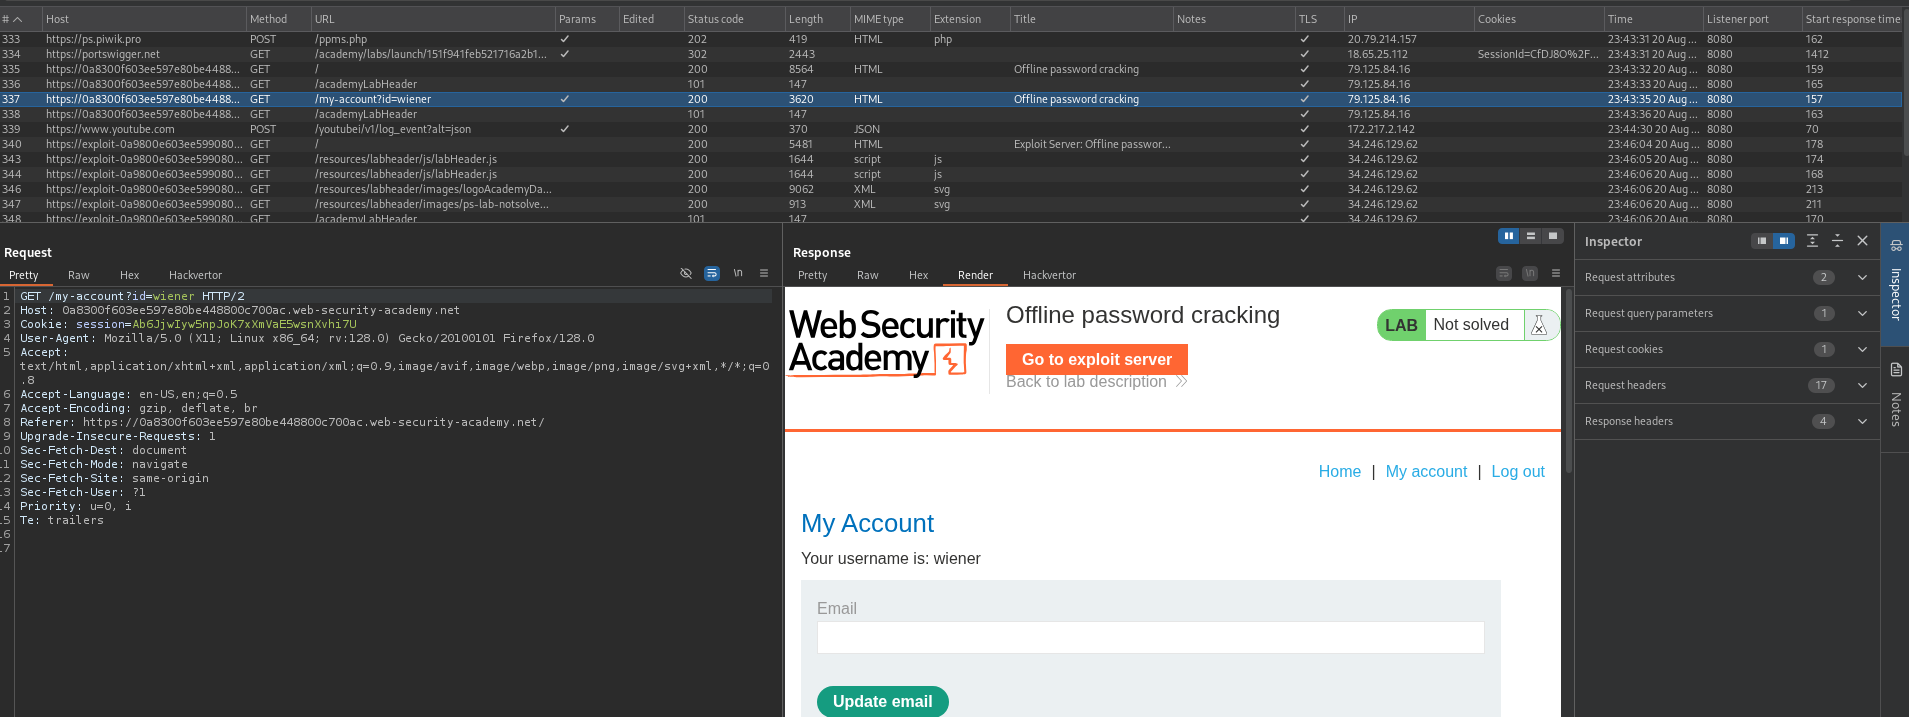 # Host Method URL Params Edited Status code Length MIME type Extension Title Notes TLS IP Cookies Time Listener port Start response time
333 https://ps.piwik.pro POST /ppms.php ✓ 202 419 HTML php ✓ 20.79.214.157 23:43:31 20 Aug ... 8080 162
334 https://portswigger.net GET /academy/labs/launch/151f941feb521716a2b1... ✓ 302 2443 ✓ 18.65.25.112 SessionId=CfDJ8O%2F... 23:43:31 20 Aug ... 8080 1412
335 https://0a8300f603ee597e80be4488... GET / 200 8564 HTML Offline password cracking ✓ 79.125.84.16 23:43:32 20 Aug ... 8080 159
336 https://0a8300f603ee597e80be4488... GET /academyLabHeader 101 147 ✓ 79.125.84.16 23:43:33 20 Aug ... 8080 165
337 https://0a8300f603ee597e80be4488... GET /my-account?id=wiener ✓ 200 3620 HTML Offline password cracking ✓ 79.125.84.16 23:43:35 20 Aug ... 8080 157
338 https://0a8300f603ee597e80be4488... GET /academyLabHeader 101 147 ✓ 79.125.84.16 23:43:36 20 Aug ... 8080 163
339 https://www.youtube.com POST /youtubei/v1/log_event?alt=json ✓ 200 370 JSON ✓ 172.217.2.142 23:44:30 20 Aug ... 8080 70
340 https://exploit-0a9800e603ee599080... GET / 200 5481 HTML Exploit Server: Offline passwor... ✓ 34.246.129.62 23:46:04 20 Aug ... 8080 178
343 https://exploit-0a9800e603ee599080... GET /resources/labheader/js/labHeader.js 200 1644 script js ✓ 34.246.129.62 23:46:05 20 Aug ... 8080 174
344 https://exploit-0a9800e603ee599080... GET /resources/labheader/js/labHeader.js 200 1644 script js ✓ 34.246.129.62 23:46:06 20 Aug ... 8080 168
346 https://exploit-0a9800e603ee599080... GET /resources/labheader/images/logoAcademyDa... 200 9062 XML svg ✓ 34.246.129.62 23:46:06 20 Aug ... 8080 213
347 https://exploit-0a9800e603ee599080... GET /resources/labheader/images/ps-lab-notsolve... 200 913 XML svg ✓ 34.246.129.62 23:46:06 20 Aug ... 8080 211
348 https://exploit-0a9800e603ee599080... GET /academyLabHeader 101 147 ✓ 34.246.129.62 23:46:06 20 Aug ... 8080 170
Request
Pretty Raw Hex Hackvertor \n
1 GET /my-account?id=wiener HTTP/2
2 Host: 0a8300f603ee597e80be448800c700ac.web-security-academy.net
3 Cookie: session=Ab6JjwIyw5npJoK7xXmVaE5wsnXvhi7U
4 User-Agent: Mozilla/5.0 (X11; Linux x86_64; rv:128.0) Gecko/20100101 Firefox/128.0
5 Accept:
text/html,application/xhtml+xml,application/xml;q=0.9,image/avif,image/webp,image/png,image/svg+xml,*/*;q=0
.8
6 Accept-Language: en-US,en;q=0.5
7 Accept-Encoding: gzip, deflate, br
8 Referer: https://0a8300f603ee597e80be448800c700ac.web-security-academy.net/
9 Upgrade-Insecure-Requests: 1
10 Sec-Fetch-Dest: document
11 Sec-Fetch-Mode: navigate
12 Sec-Fetch-Site: same-origin
13 Sec-Fetch-User: ?1
14 Priority: u=0, i
15 Te: trailers
16
17
Response
Pretty Raw Hex Render Hackvertor \n
Web Security
Academy
Offline password cracking
Go to exploit server
Back to lab description
LAB Not solved
Home | My account | Log out
My Account
Your username is: wiener
Email
Update email
Inspector
Request attributes 2
Request query parameters 1
Request cookies 1
Request headers 17
Response headers 4
Inspector
Notes